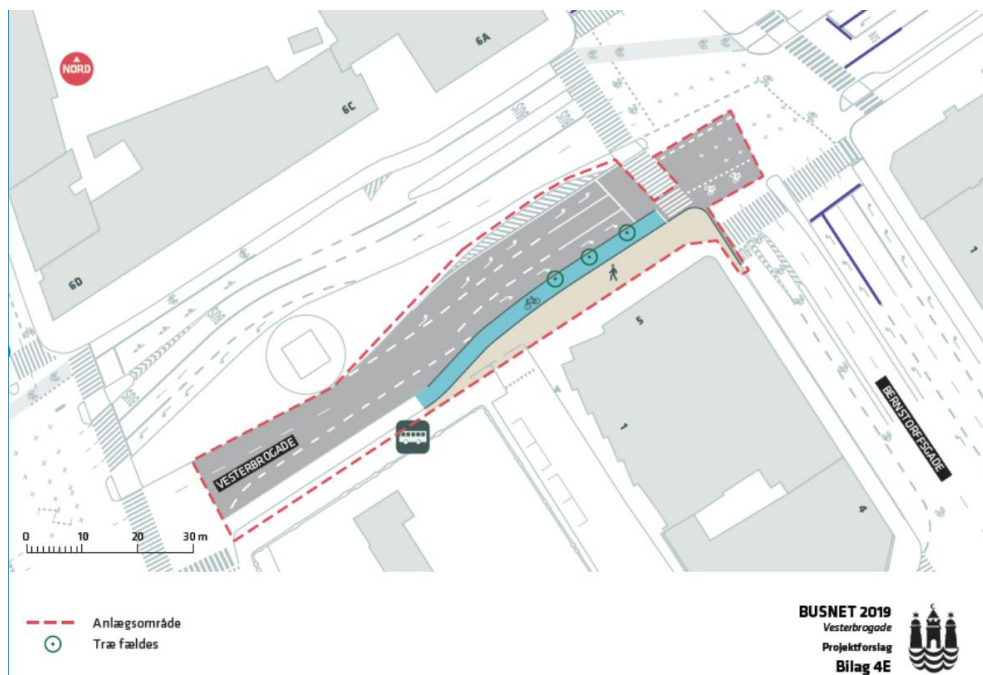 NORD
6A
6C
6D
5
1
1
4
VESTERBROGADE
BERNSTORFFSGADE
0 10 20 30 m
Anlægsområde
Træ fældes
BUSNET 2019
Vesterbrogade
Projektforslag
Bilag 4E